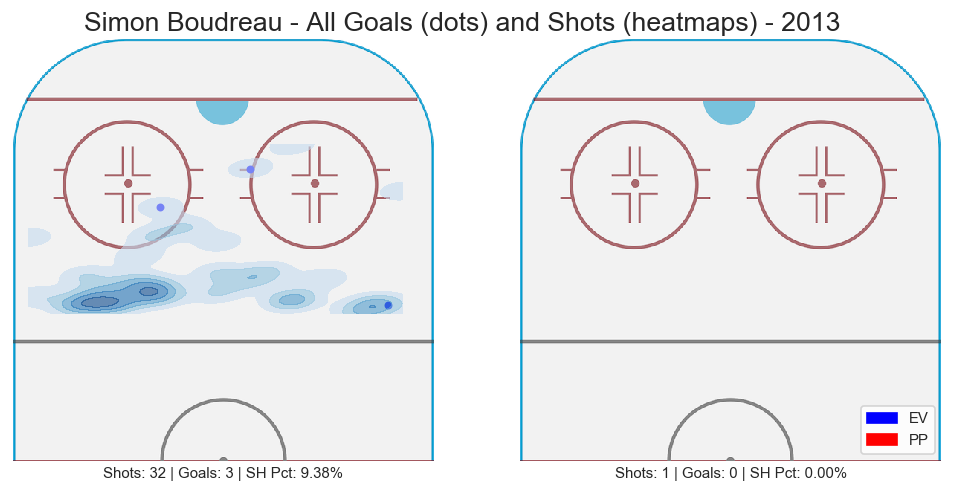 Simon Boudreau - All Goals (dots) and Shots (heatmaps) - 2013
EV
PP
Shots: 32 | Goals: 3 | SH Pct: 9.38%
Shots: 1 | Goals: 0 | SH Pct: 0.00%